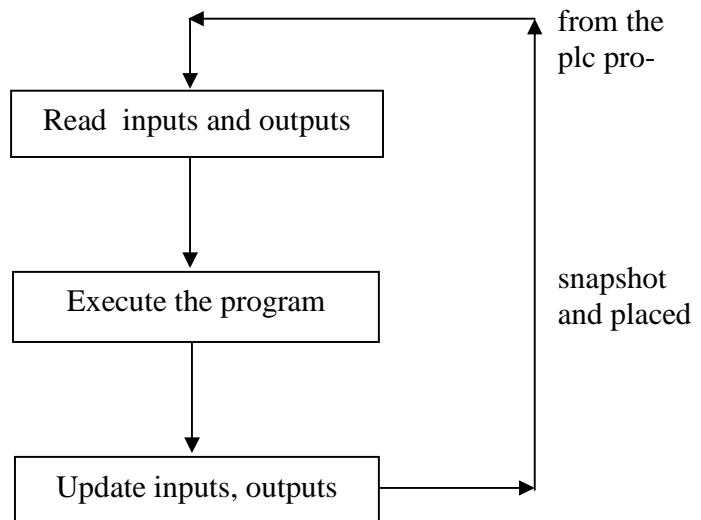 from the
plc pro-
Read inputs and outputs
Execute the program
snapshot
and placed
Update inputs, outputs